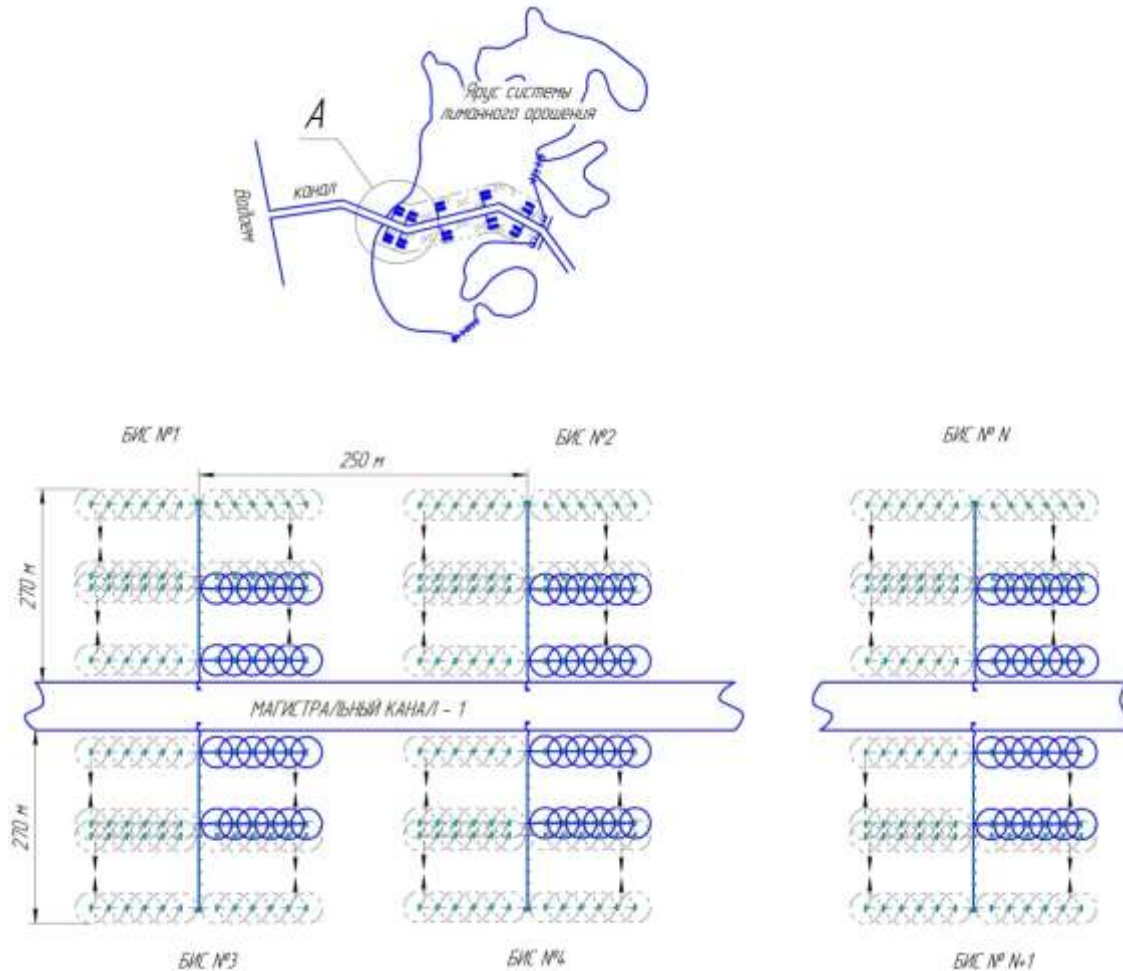 Ярус системы
лиманного орошения
А
канал
Водоем
БИС №1
БИС №2
БИС № N
250 м
270 м
МАГИСТРАЛЬНЫЙ КАНАЛ - 1
270 м
БИС №3
БИС №4
БИС № N+1